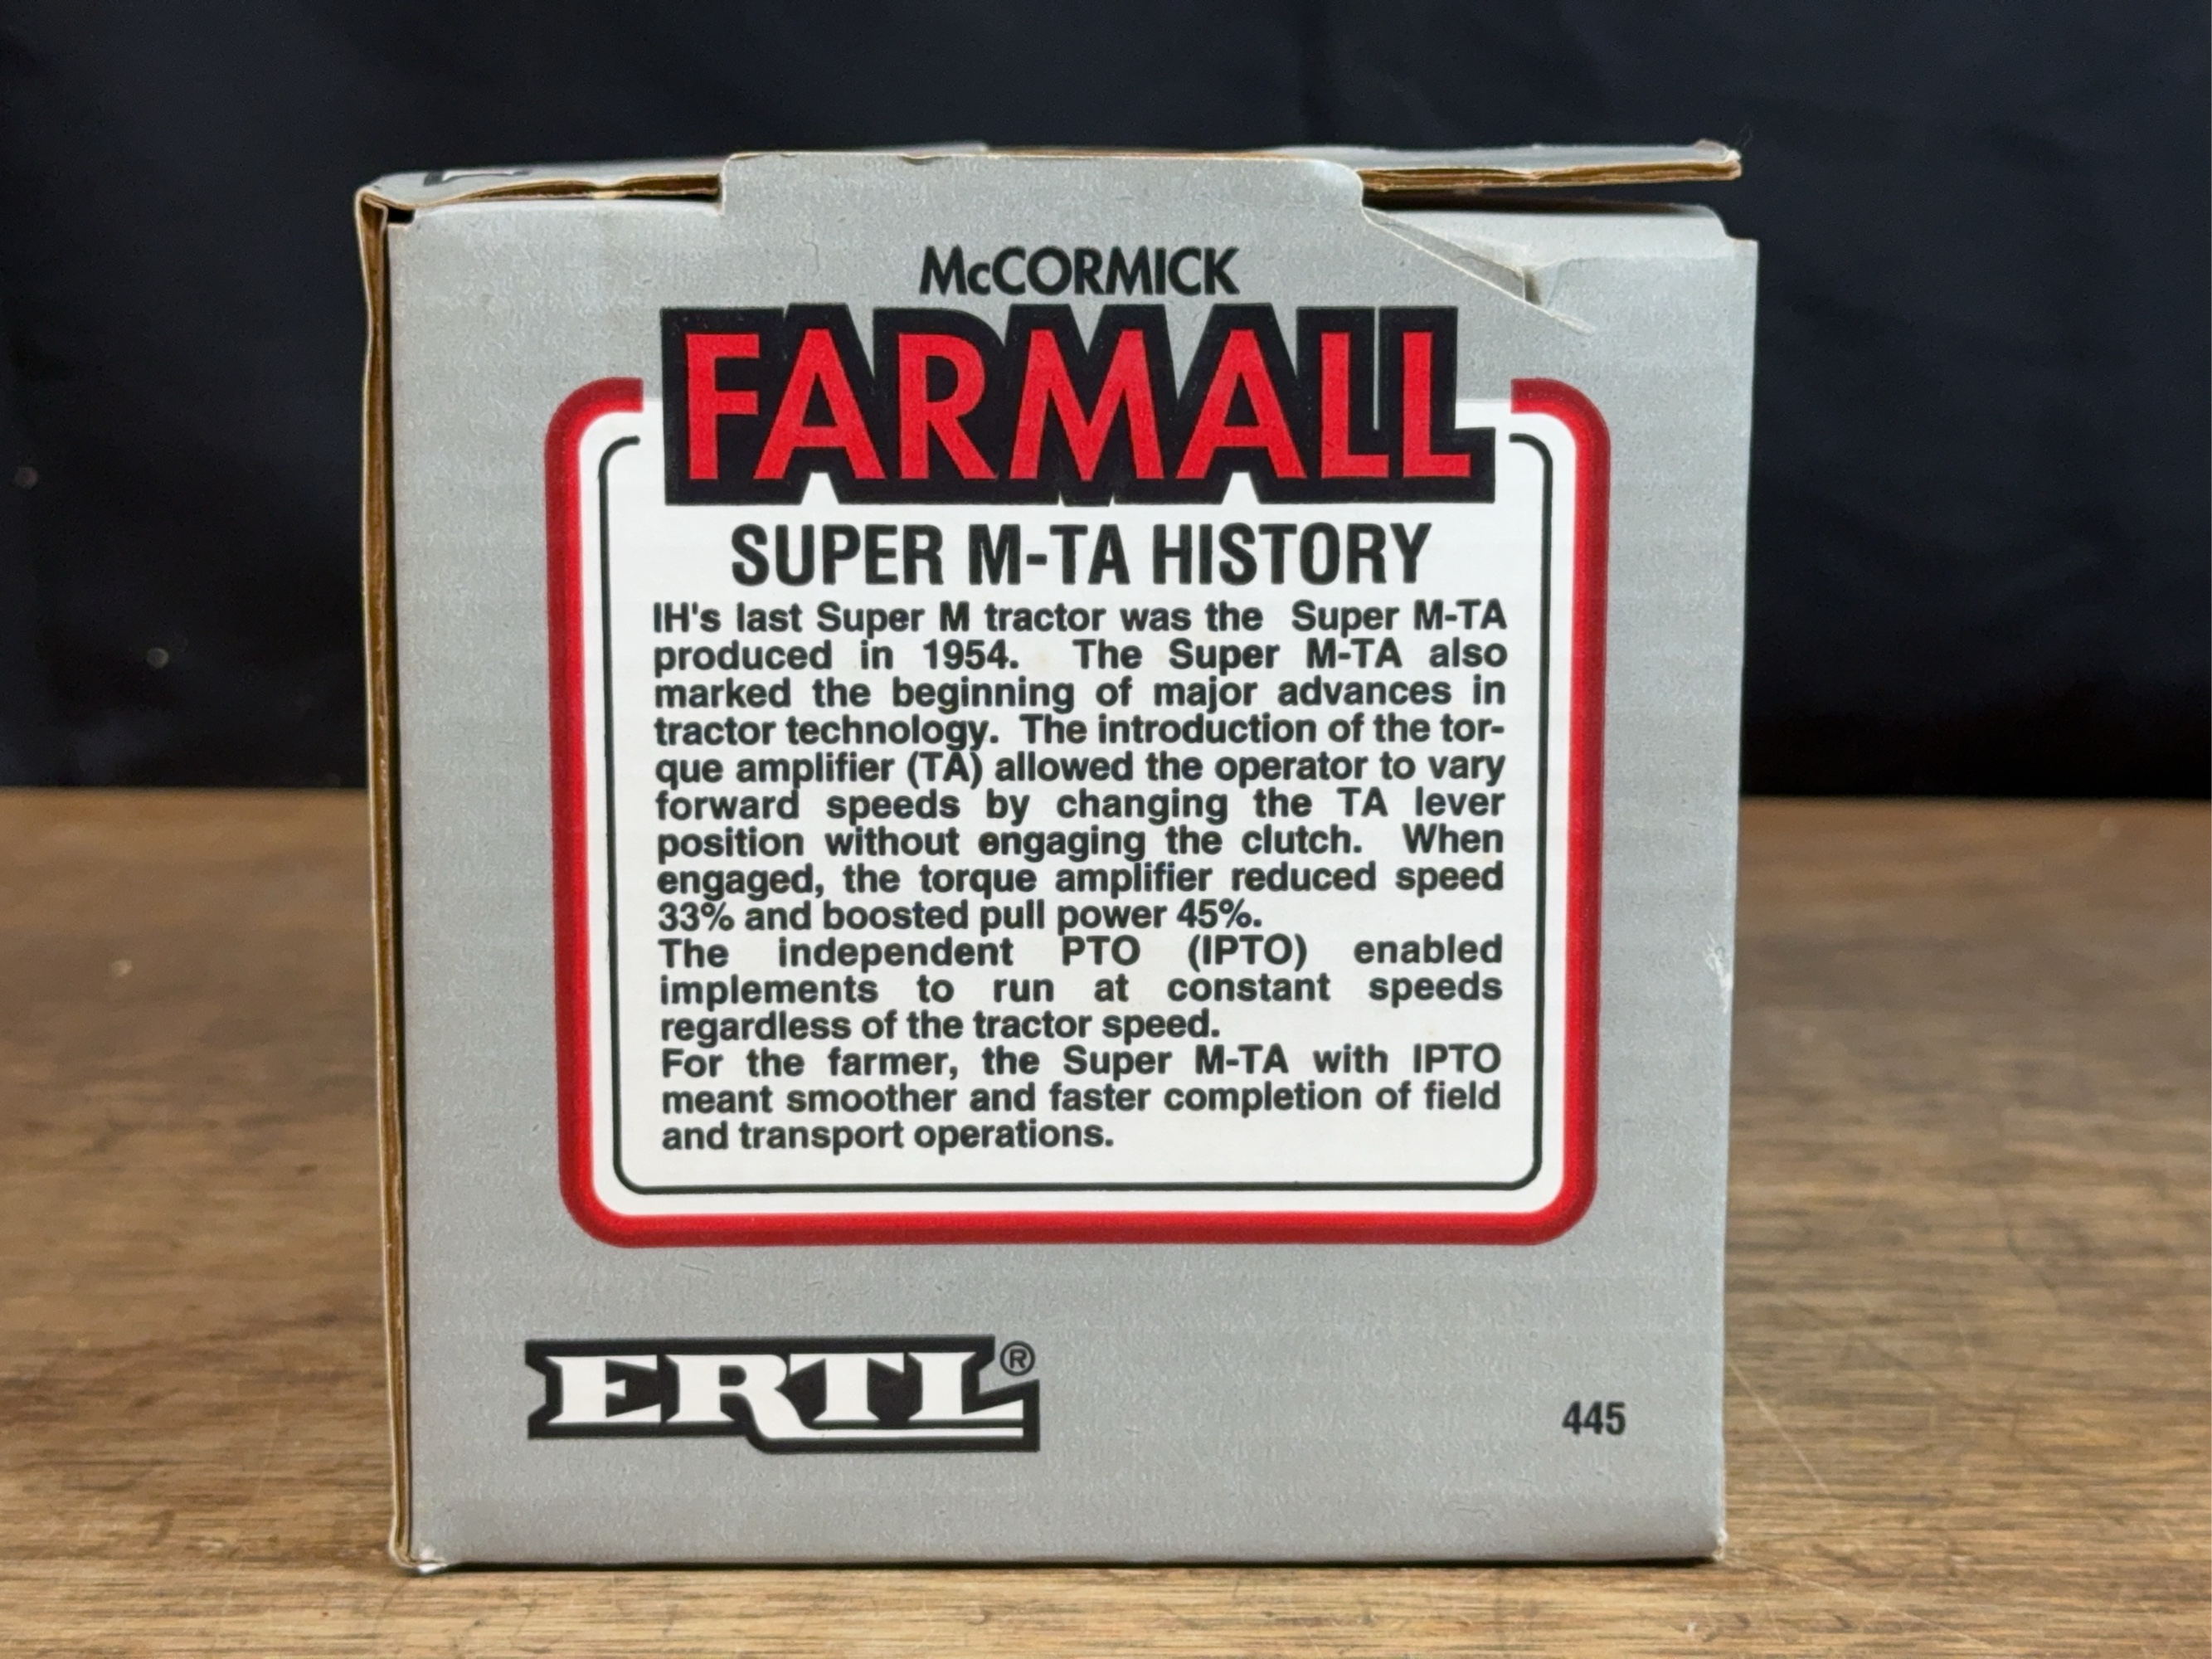 McCORMICK
FARMALL
SUPER M-TA HISTORY
IH's last Super M tractor was the Super M-TA
produced in 1954. The Super M-TA also
marked the beginning of major advances in
tractor technology. The introduction of the tor-
que amplifier (TA) allowed the operator to vary
forward speeds by changing the TA lever
position without engaging the clutch. When
engaged, the torque amplifier reduced speed
33% and boosted pull power 45%.
The independent PTO (IPTO) enabled
implements to run at constant speeds
regardless of the tractor speed.
For the farmer, the Super M-TA with IPTO
meant smoother and faster completion of field
and transport operations.
ERTL®
445